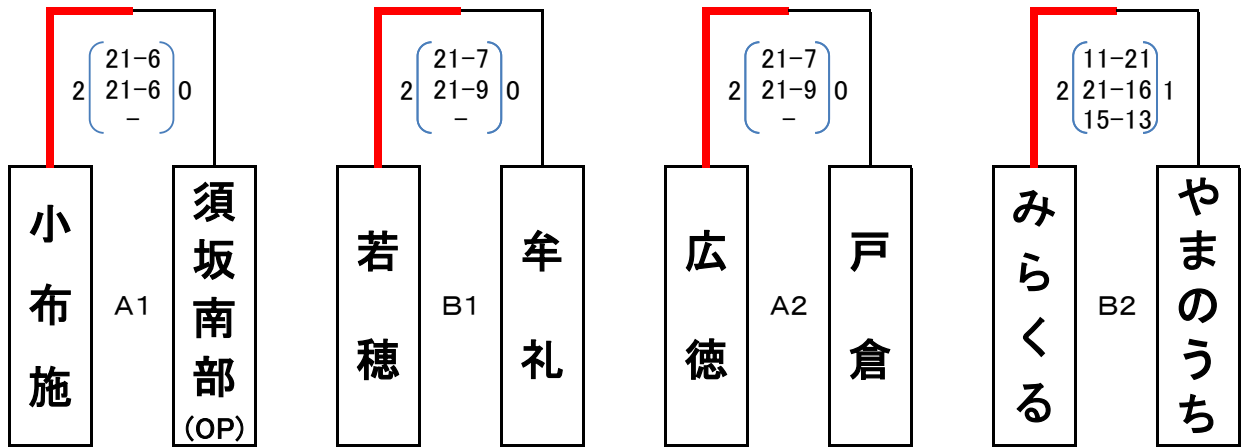 21-6
2 21-6 0
-
小布施
A1
須坂南部(OP)
21-7
2 21-9 0
-
若穂
B1
牟礼
21-7
2 21-9 0
-
広徳
A2
戸倉
11-21
2 21-16 1
15-13
みらくる
B2
やまのうち